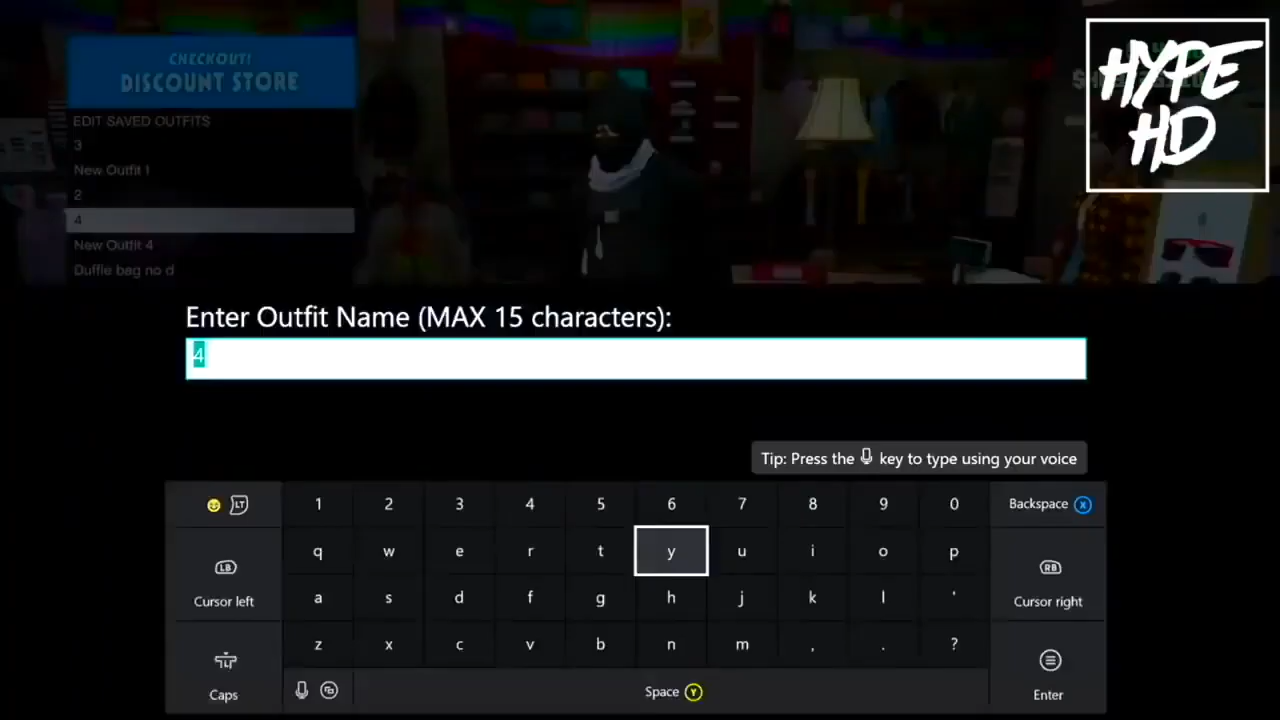 CHECKOUT!
DISCOUNT STORE
EDIT SAVED OUTFITS
3
New Outfit 1
2
4
New Outfit 4
Duffle bag no d
HYPE
HD
Enter Outfit Name (MAX 15 characters):
4
Tip: Press the key to type using your voice
LT 1 2 3 4 5 6 7 8 9 0 Backspace X
q w e r t y u i o p
LB Cursor left a s d f g h j k l ' RB Cursor right
z x c v b n m , . ?
Caps Space Y Enter